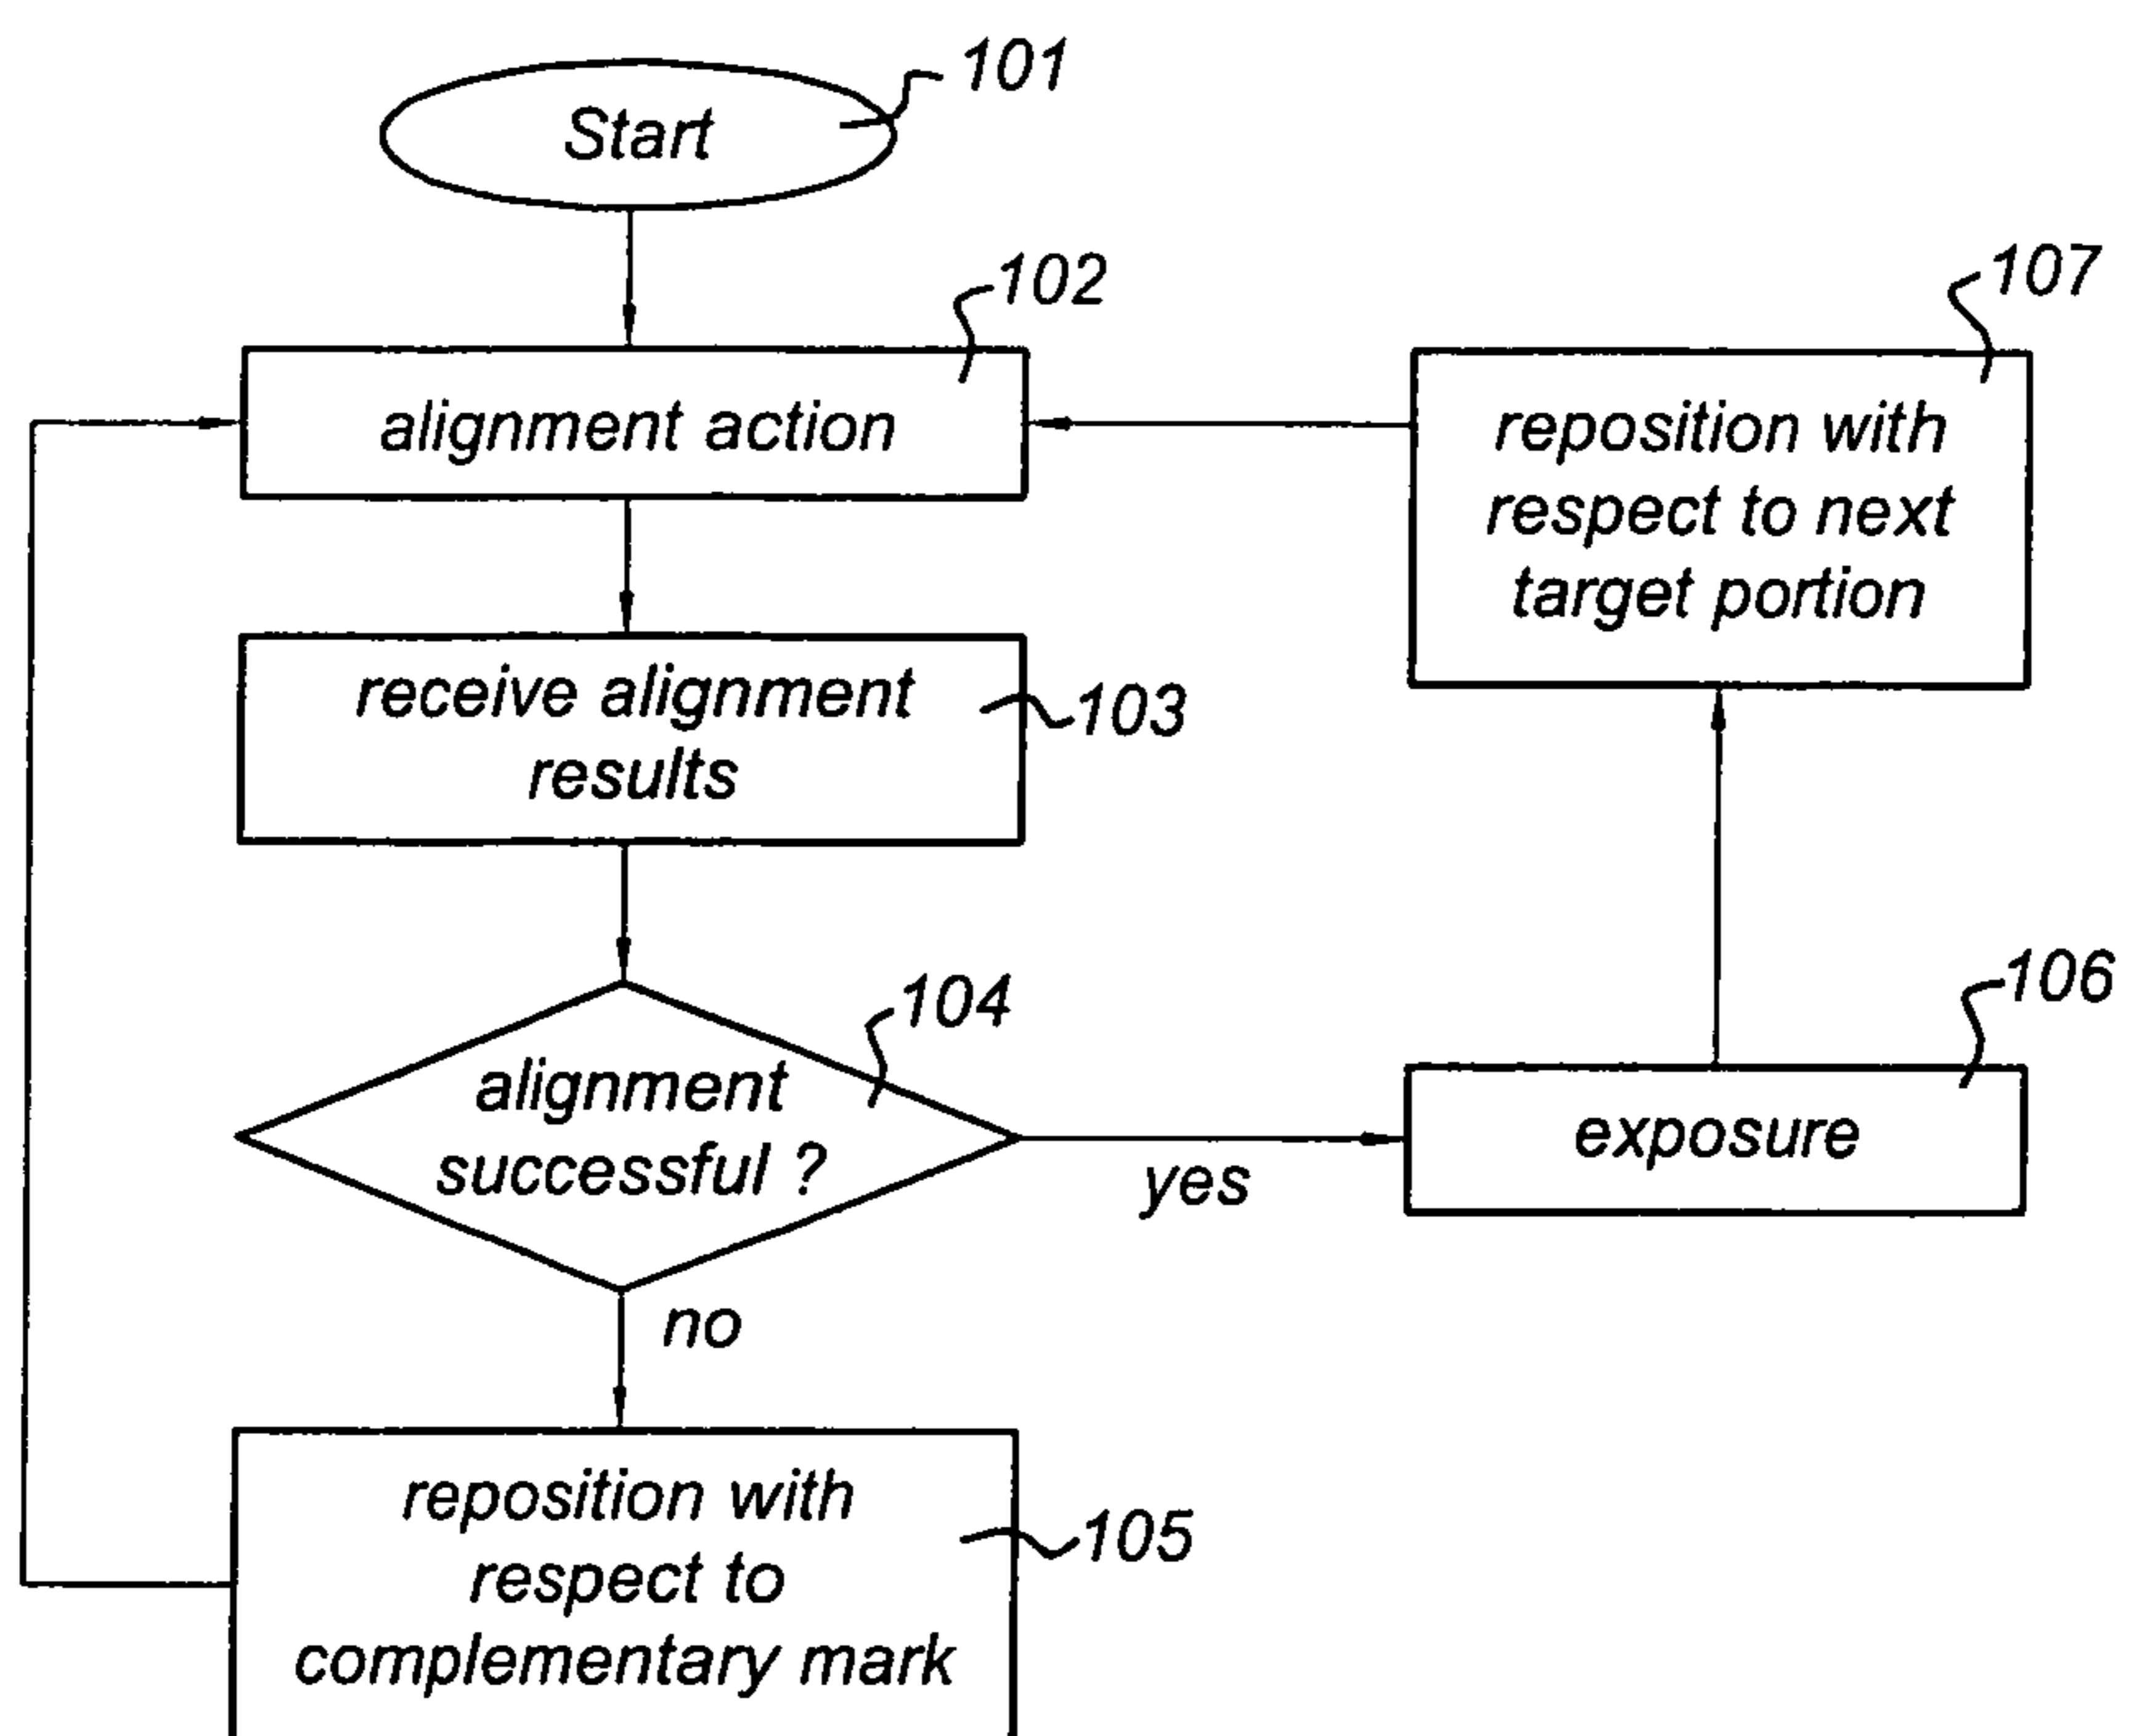 101
Start
102
alignment action
107
reposition with
respect to next
target portion
receive alignment
results
103
104
alignment
successful ?
yes
106
exposure
no
reposition with
respect to
complementary mark
105